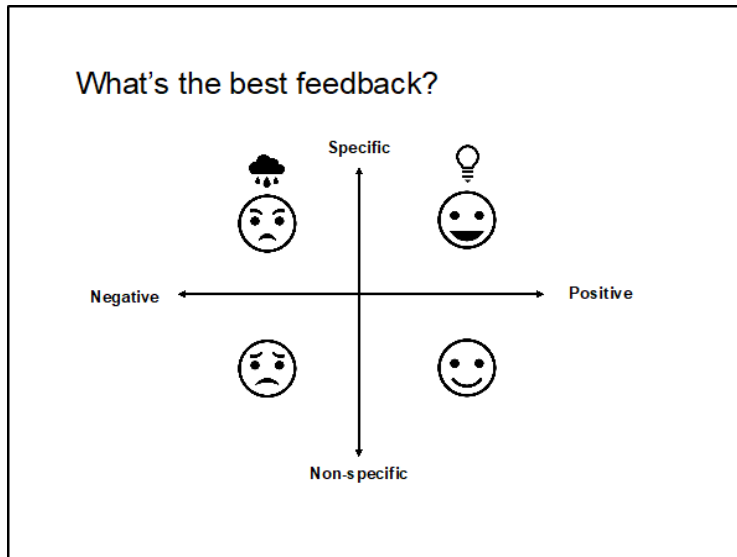 What's the best feedback?
Specific
Negative
Positive
Non-specific